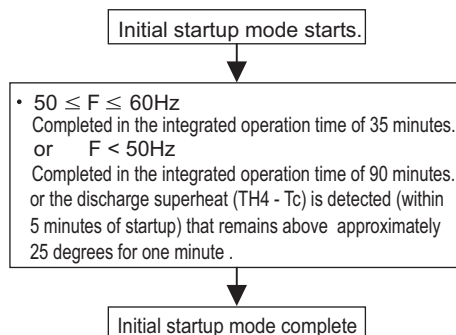 Initial startup mode starts.
· 50 ≤ F ≤ 60Hz
Completed in the integrated operation time of 35 minutes.
or F < 50Hz
Completed in the integrated operation time of 90 minutes.
or the discharge superheat (TH4 - Tc) is detected (within
5 minutes of startup) that remains above approximately
25 degrees for one minute .
Initial startup mode complete